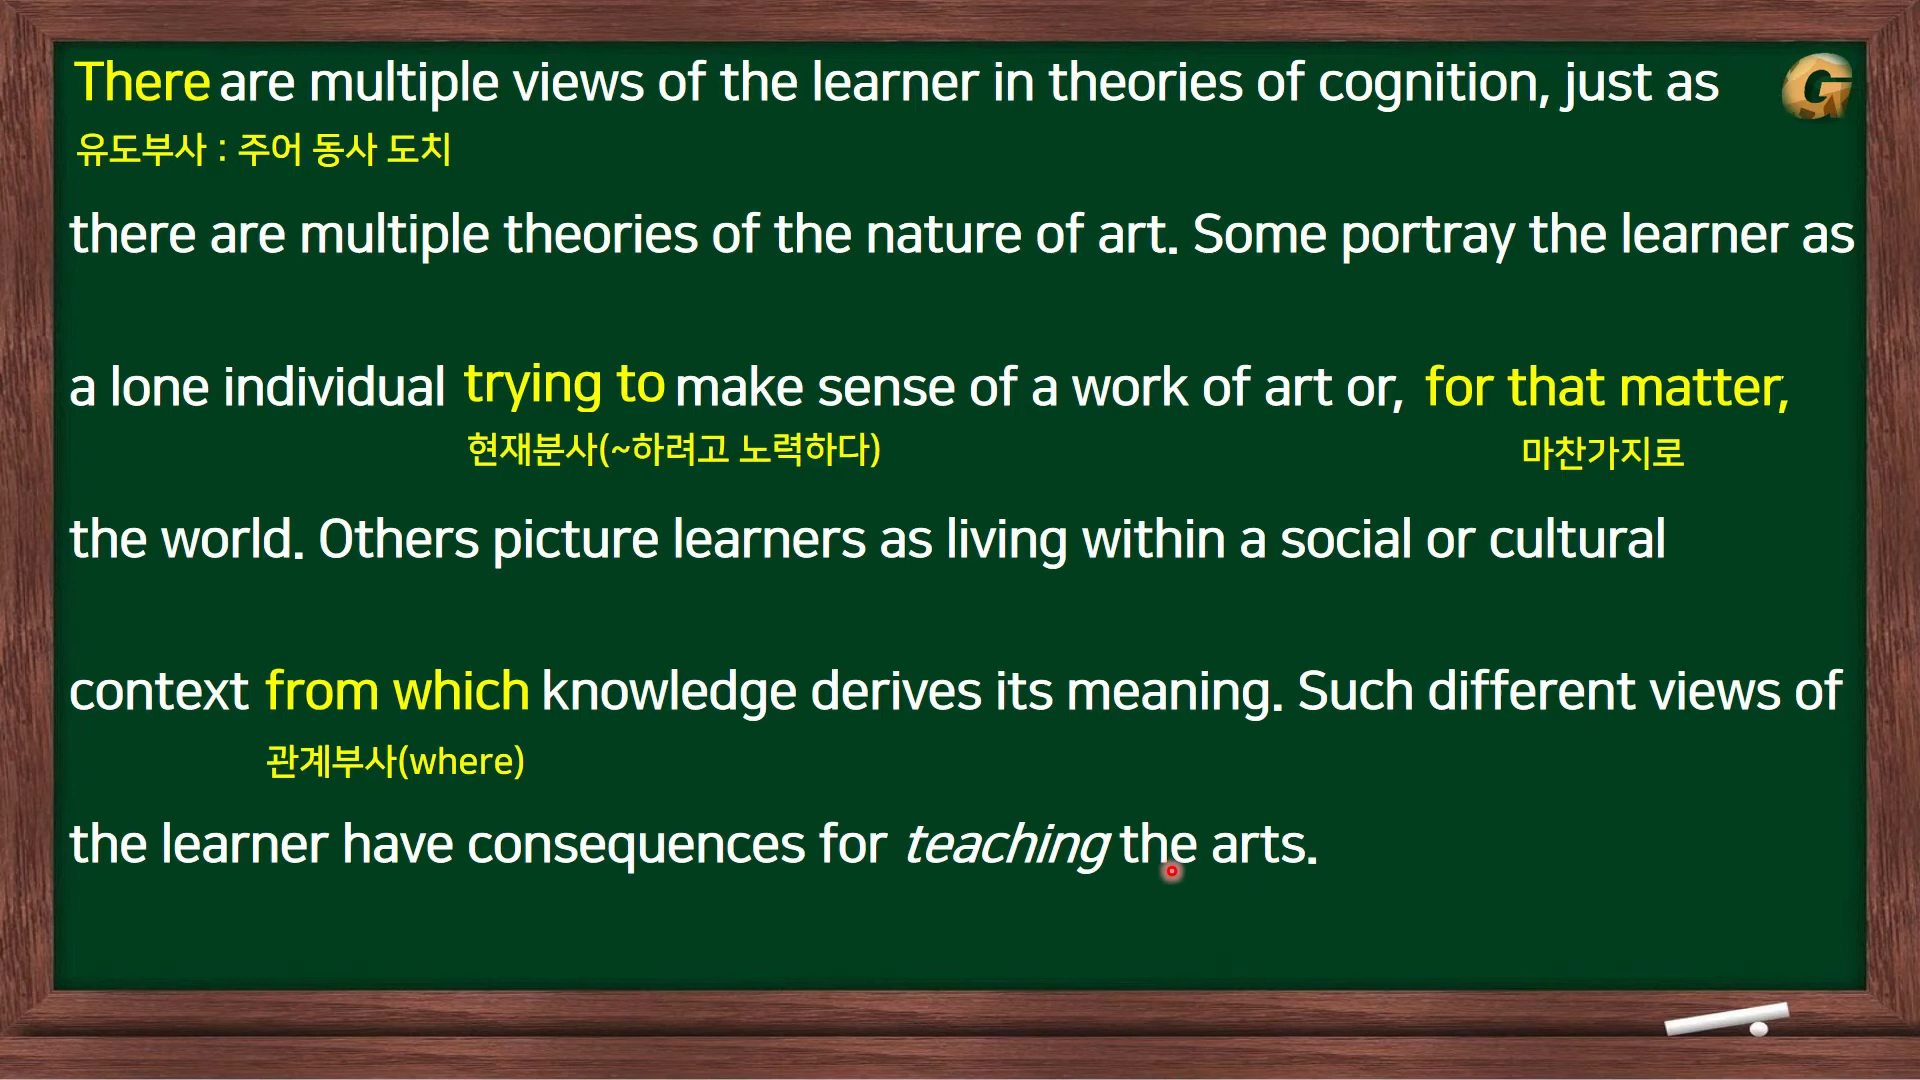 There are multiple views of the learner in theories of cognition, just as
유도부사 : 주어 동사 도치
there are multiple theories of the nature of art. Some portray the learner as
a lone individual trying to make sense of a work of art or, for that matter,
현재분사(~하려고 노력하다) 마찬가지로
the world. Others picture learners as living within a social or cultural
context from which knowledge derives its meaning. Such different views of
관계부사(where)
the learner have consequences for teaching the arts.
G